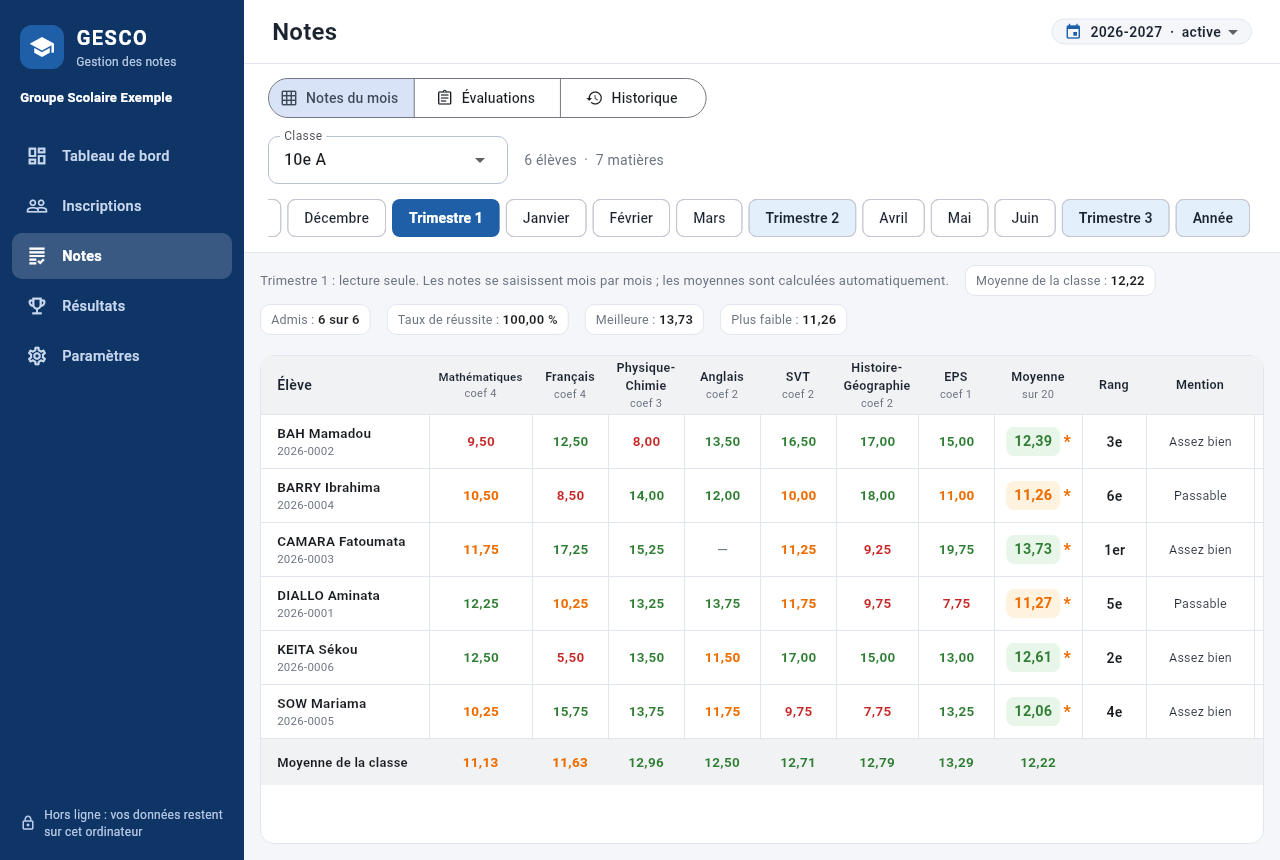 GESCO
Gestion des notes
Groupe Scolaire Exemple
Tableau de bord
Inscriptions
Notes
Résultats
Paramètres
Hors ligne : vos données restent
sur cet ordinateur
Notes
2026-2027 · active
Notes du mois
Évaluations
Historique
Classe
10e A
6 élèves · 7 matières
Décembre
Trimestre 1
Janvier
Février
Mars
Trimestre 2
Avril
Mai
Juin
Trimestre 3
Année
Trimestre 1 : lecture seule. Les notes se saisissent mois par mois ; les moyennes sont calculées automatiquement.
Moyenne de la classe : 12,22
Admis : 6 sur 6
Taux de réussite : 100,00 %
Meilleure : 13,73
Plus faible : 11,26
Élève
Mathématiques
coef 4
Français
coef 4
Physique-
Chimie
coef 3
Anglais
coef 2
SVT
coef 2
Histoire-
Géographie
coef 2
EPS
coef 1
Moyenne
sur 20
Rang
Mention
BAH Mamadou
2026-0002
9,50 12,50 8,00 13,50 16,50 17,00 15,00 12,39 * 3e Assez bien
BARRY Ibrahima
2026-0004
10,50 8,50 14,00 12,00 10,00 18,00 11,00 11,26 * 6e Passable
CAMARA Fatoumata
2026-0003
11,75 17,25 15,25 — 11,25 9,25 19,75 13,73 * 1er Assez bien
DIALLO Aminata
2026-0001
12,25 10,25 13,25 13,75 11,75 9,75 7,75 11,27 * 5e Passable
KEITA Sékou
2026-0006
12,50 5,50 13,50 11,50 17,00 15,00 13,00 12,61 * 2e Assez bien
SOW Mariama
2026-0005
10,25 15,75 13,75 11,75 9,75 7,75 13,25 12,06 * 4e Assez bien
Moyenne de la classe 11,13 11,63 12,96 12,50 12,71 12,79 13,29 12,22